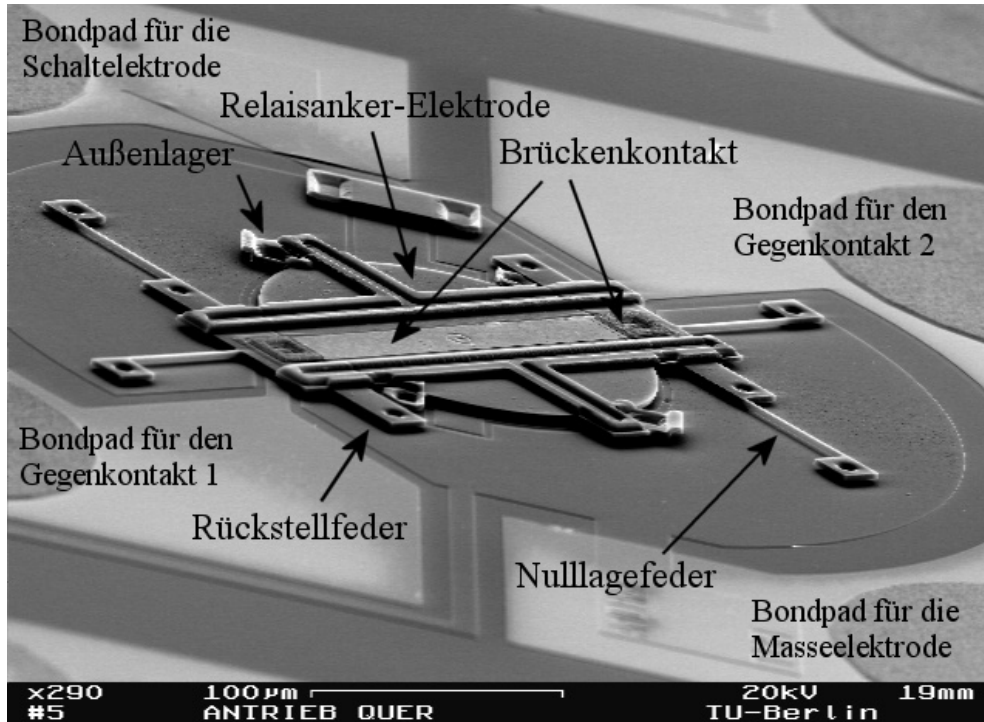 Bondpad für die
Schaltelektrode
Relaisanker-Elektrode
Außenlager
Brückenkontakt
Bondpad für den
Gegenkontakt 2
Bondpad für den
Gegenkontakt 1
Rückstellfeder
Nulllagefeder
Bondpad für die
Masseelektrode
x290 100µm 20kV 19mm
#5 ANTRIEB QUER TU-Berlin